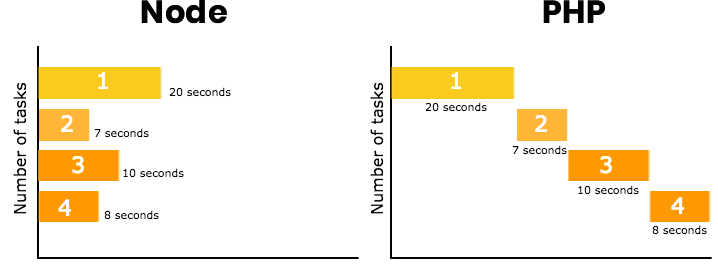 Node
Number of tasks
1
20 seconds
2
7 seconds
3
10 seconds
4
8 seconds
PHP
Number of tasks
1
20 seconds
2
7 seconds
3
10 seconds
4
8 seconds